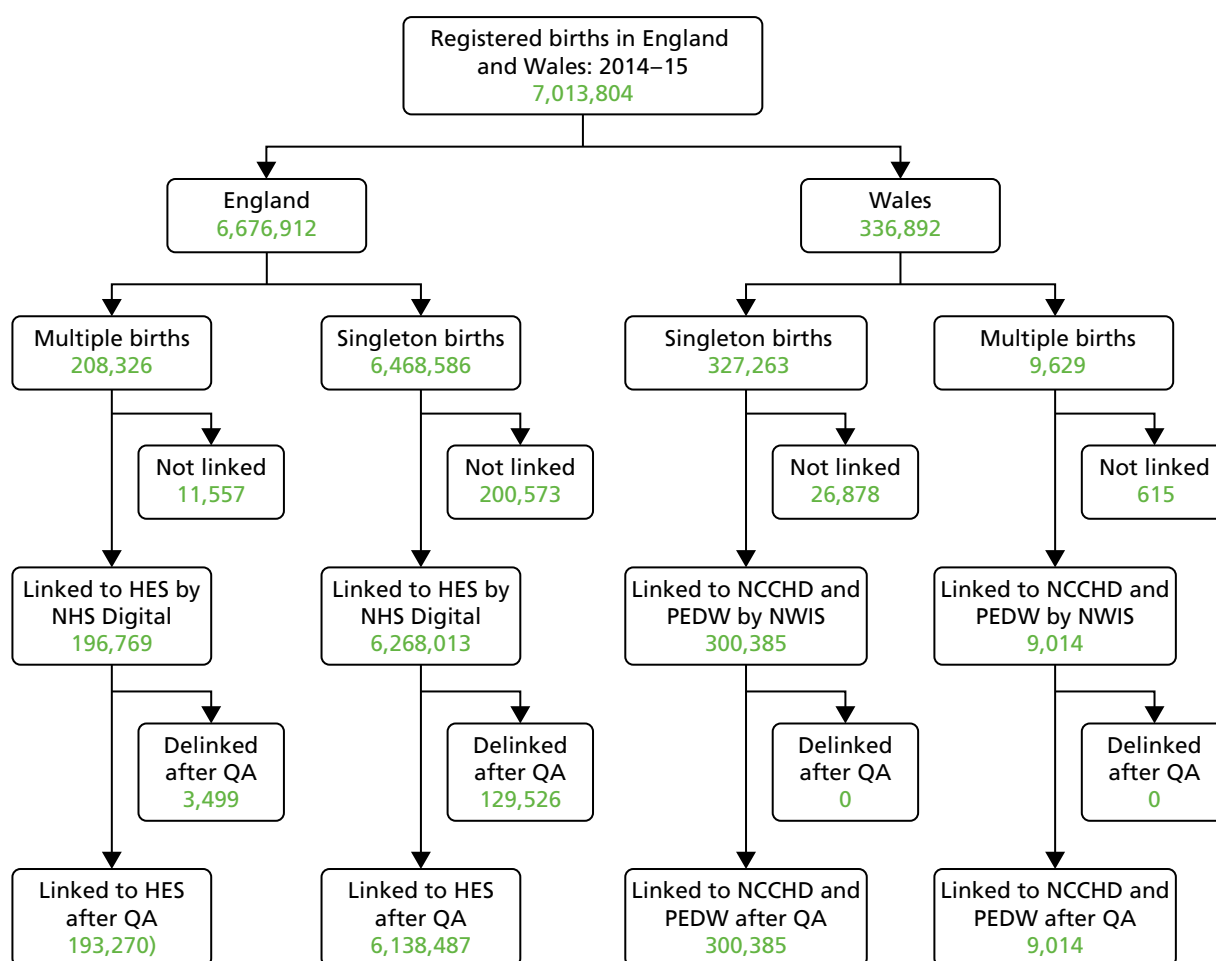 Registered births in England
and Wales: 2014–15
7,013,804
England
6,676,912
Wales
336,892
Multiple births
208,326
Singleton births
6,468,586
Singleton births
327,263
Multiple births
9,629
Not linked
11,557
Not linked
200,573
Not linked
26,878
Not linked
615
Linked to HES by
NHS Digital
196,769
Linked to HES by
NHS Digital
6,268,013
Linked to NCCHD and
PEDW by NWIS
300,385
Linked to NCCHD and
PEDW by NWIS
9,014
Delinked
after QA
3,499
Delinked
after QA
129,526
Delinked
after QA
0
Delinked
after QA
0
Linked to HES
after QA
193,270)
Linked to HES
after QA
6,138,487
Linked to NCCHD and
PEDW after QA
300,385
Linked to NCCHD and
PEDW after QA
9,014